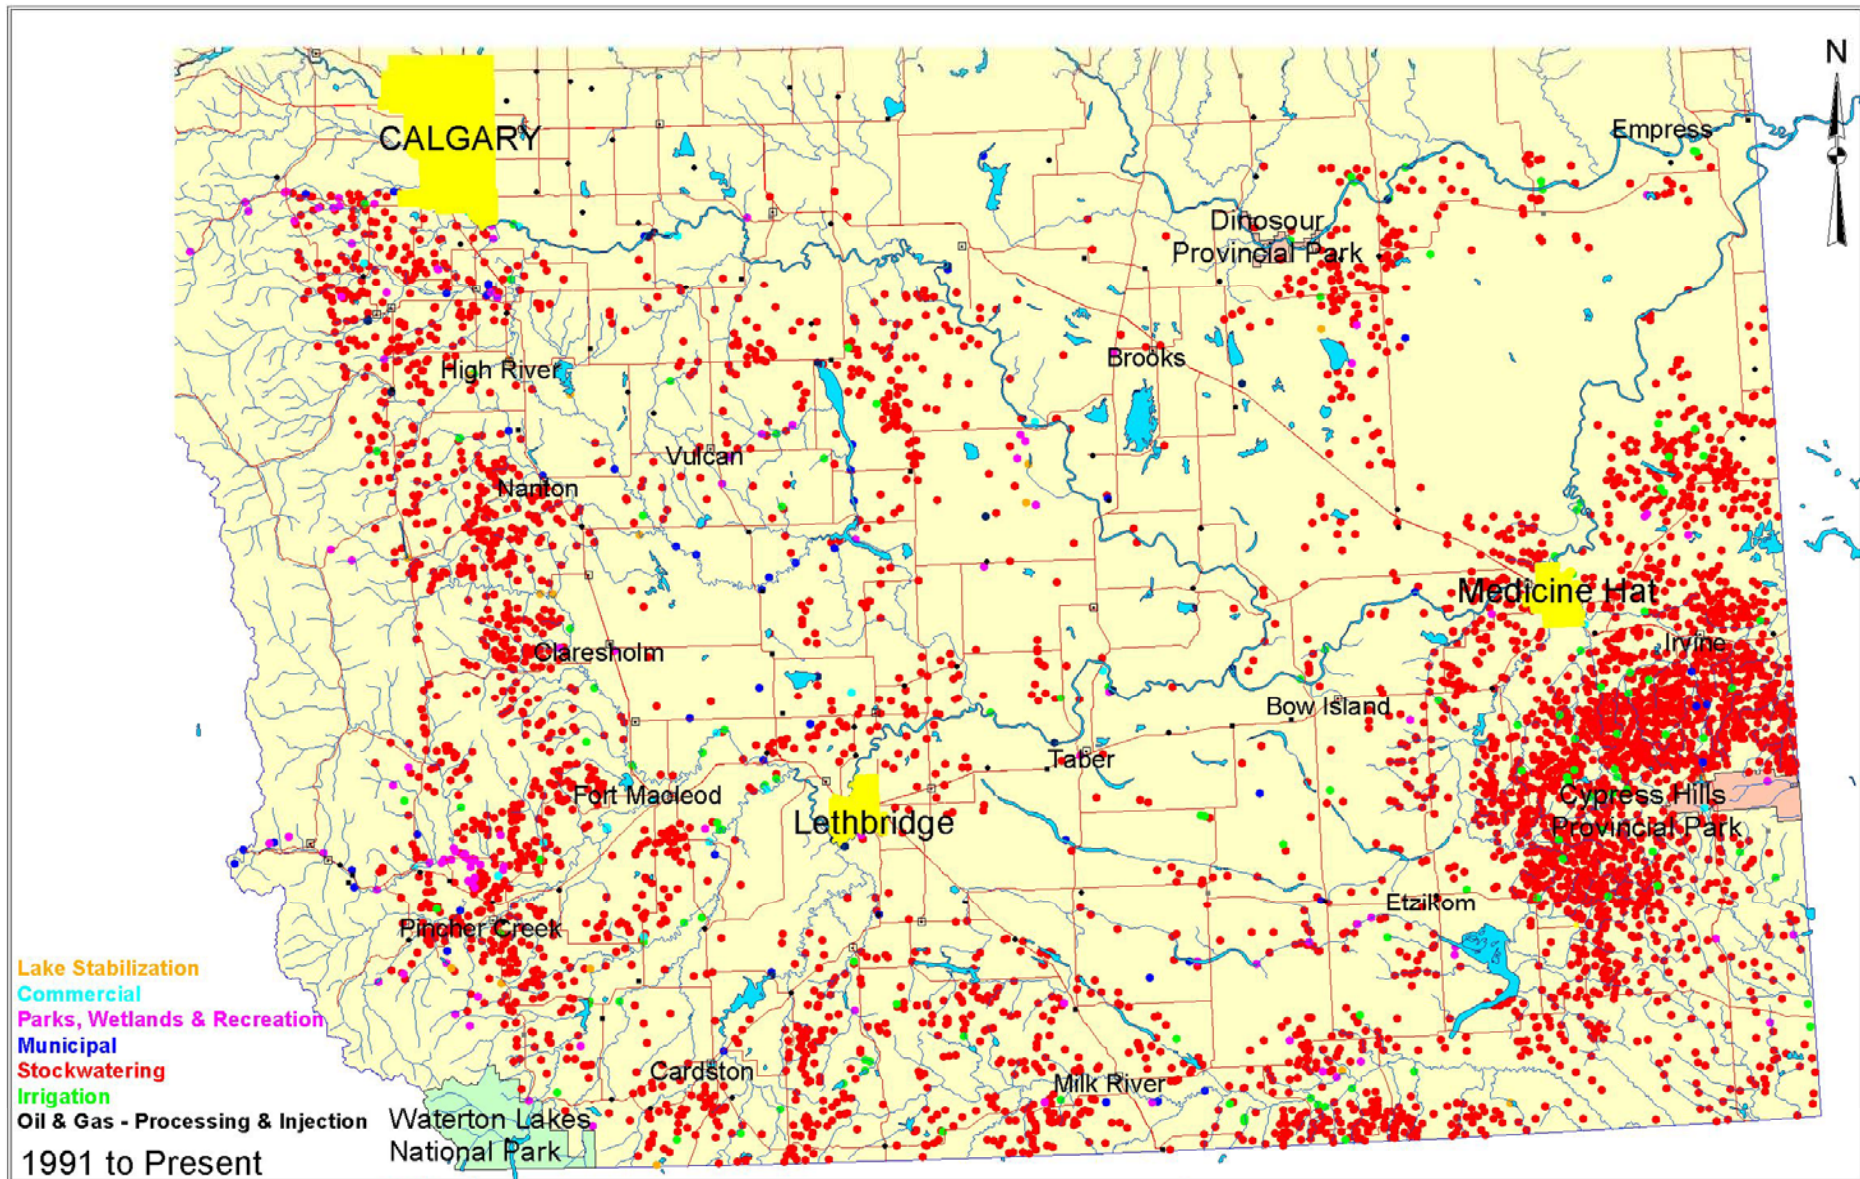 N
CALGARY
Empress
Dinosour
Provincial Park
High River
Brooks
Vulcan
Nanton
Medicine Hat
Irvine
Claresholm
Bow Island
Taber
Fort Macleod
Lethbridge
Cypress Hills
Provincial Park
Etzikom
Pincher Creek
Lake Stabilization
Commercial
Parks, Wetlands & Recreation
Municipal
Stockwatering
Irrigation
Oil & Gas - Processing & Injection
1991 to Present
Cardston
Milk River
Waterton Lakes
National Park